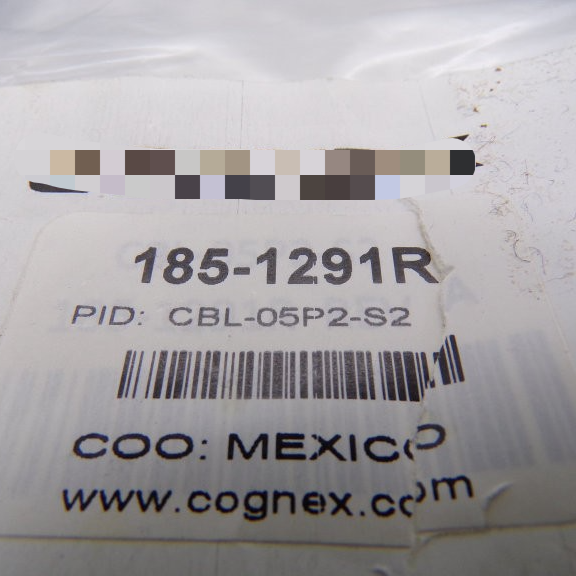 185-1291R
PID: CBL-05P2-S2
COO: MEXICO
www.cognex.com